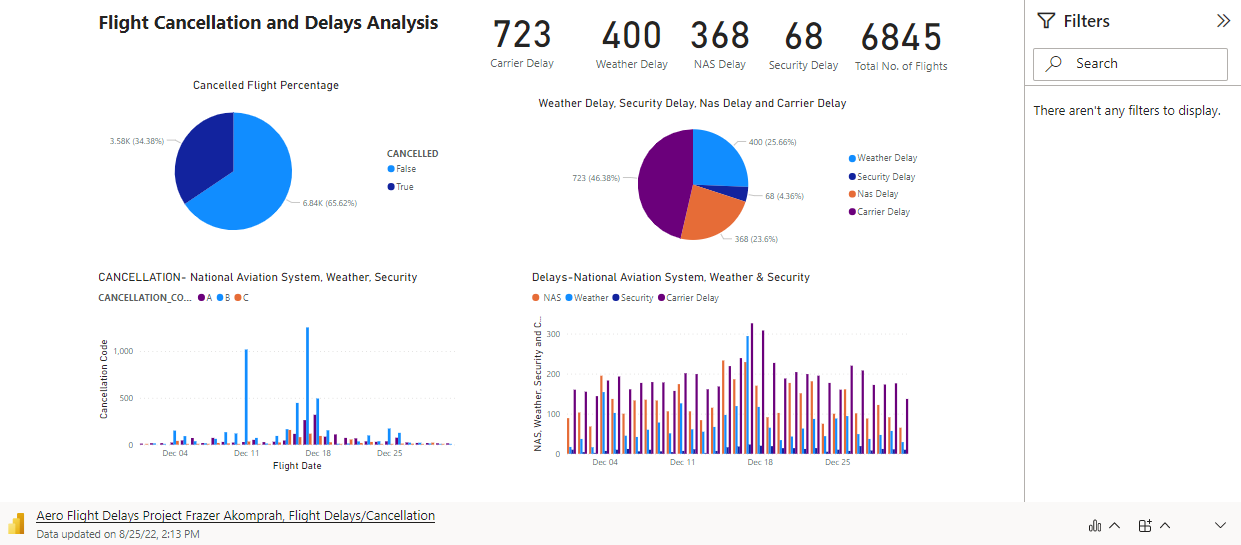 Flight Cancellation and Delays Analysis
723
Carrier Delay
400
Weather Delay
368
NAS Delay
68
Security Delay
6845
Total No. of Flights
Filters
Search
There aren't any filters to display.
Cancelled Flight Percentage
3.58K (34.38%)
6.84K (65.62%)
CANCELLED
False
True
Weather Delay, Security Delay, Nas Delay and Carrier Delay
400 (25.66%)
723 (46.38%)
68 (4.36%)
368 (23.6%)
Weather Delay
Security Delay
Nas Delay
Carrier Delay
CANCELLATION- National Aviation System, Weather, Security
CANCELLATION_CO... A B C
Cancellation Code
1,000
500
0
Dec 04 Dec 11 Dec 18 Dec 25
Flight Date
Delays-National Aviation System, Weather & Security
NAS Weather Security Carrier Delay
NAS, Weather, Security and C...
300
200
100
0
Dec 04 Dec 11 Dec 18 Dec 25
Aero Flight Delays Project Frazer Akomprah, Flight Delays/Cancellation
Data updated on 8/25/22, 2:13 PM